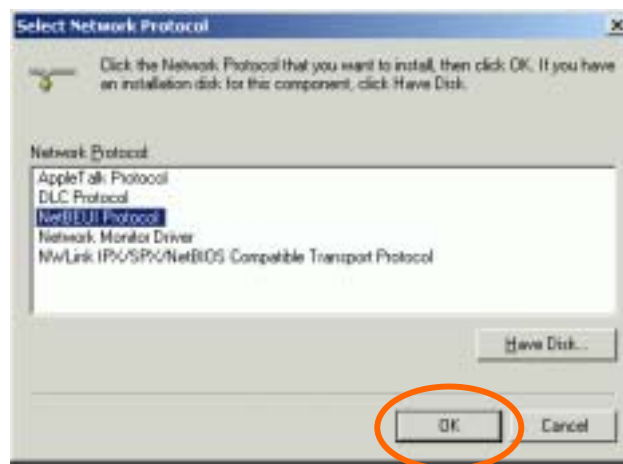 Select Network Protocol
Click the Network Protocol that you want to install, then click OK. If you have
an installation disk for this component, click Have Disk.
Network Protocol:
AppleTalk Protocol
DLC Protocol
NetBEUI Protocol
Network Monitor Driver
NWLink IPX/SPX/NetBIOS Compatible Transport Protocol
Have Disk...
OK
Cancel